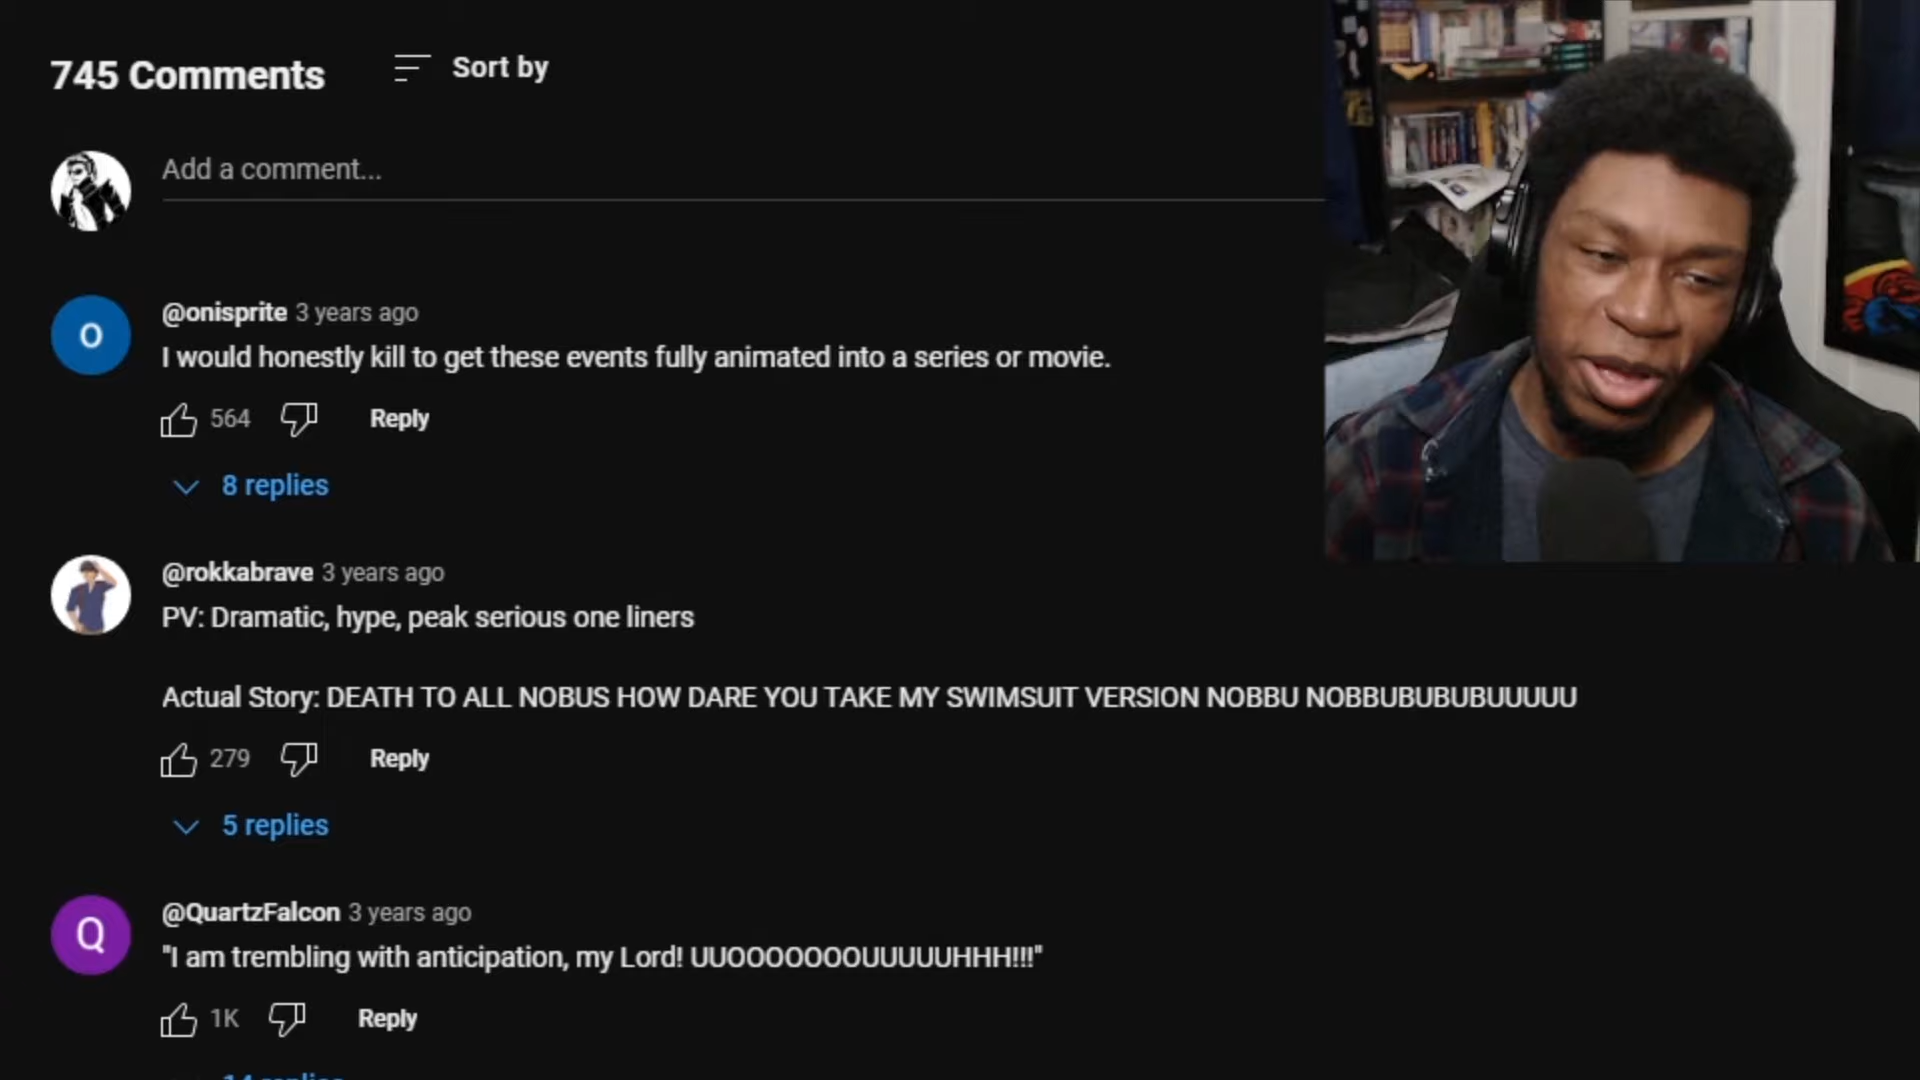 745 Comments
Sort by
Add a comment...
O
@onisprite 3 years ago
I would honestly kill to get these events fully animated into a series or movie.
564
Reply
8 replies
@rokkabrave 3 years ago
PV: Dramatic, hype, peak serious one liners
Actual Story: DEATH TO ALL NOBUS HOW DARE YOU TAKE MY SWIMSUIT VERSION NOBBU NOBBUBUBUBUUUUU
279
Reply
5 replies
Q
@QuartzFalcon 3 years ago
"I am trembling with anticipation, my Lord! UUOOOOOOOUUUUUHHH!!!"
1K
Reply
14 replies